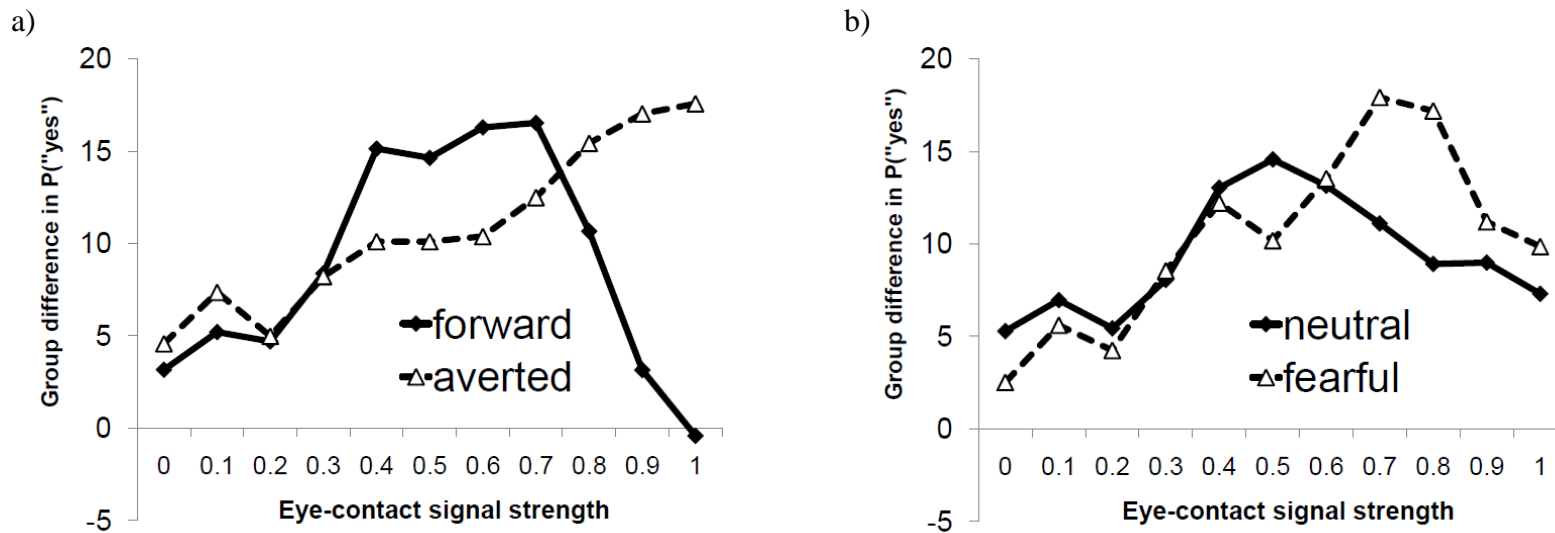 a)
20
15
10
5
0
-5
Group difference in P("yes")
forward
averted
0 0.1 0.2 0.3 0.4 0.5 0.6 0.7 0.8 0.9 1
Eye-contact signal strength
b)
20
15
10
5
0
-5
Group difference in P("yes")
neutral
fearful
0 0.1 0.2 0.3 0.4 0.5 0.6 0.7 0.8 0.9 1
Eye-contact signal strength